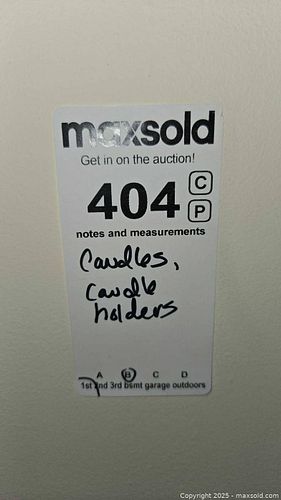 maxsold
Get in on the auction!
404 C
P
notes and measurements
Candles,
Candle
holders
A B C D
1st 2nd 3rd bsmt garage outdoors
Copyright 2025 - maxsold.com